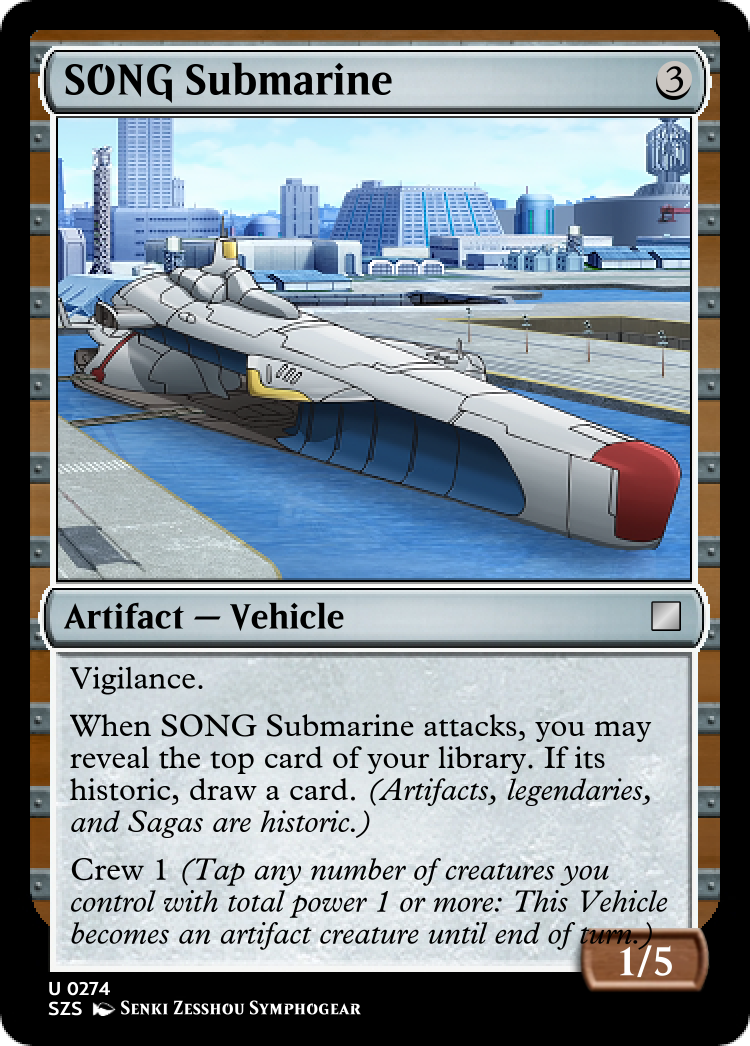 SONG Submarine
3
Artifact — Vehicle
Vigilance.
When SONG Submarine attacks, you may
reveal the top card of your library. If its
historic, draw a card. (Artifacts, legendaries,
and Sagas are historic.)
Crew 1 (Tap any number of creatures you
control with total power 1 or more: This Vehicle
becomes an artifact creature until end of turn.)
1/5
U 0274
SZS Senki Zesshou Symphogear